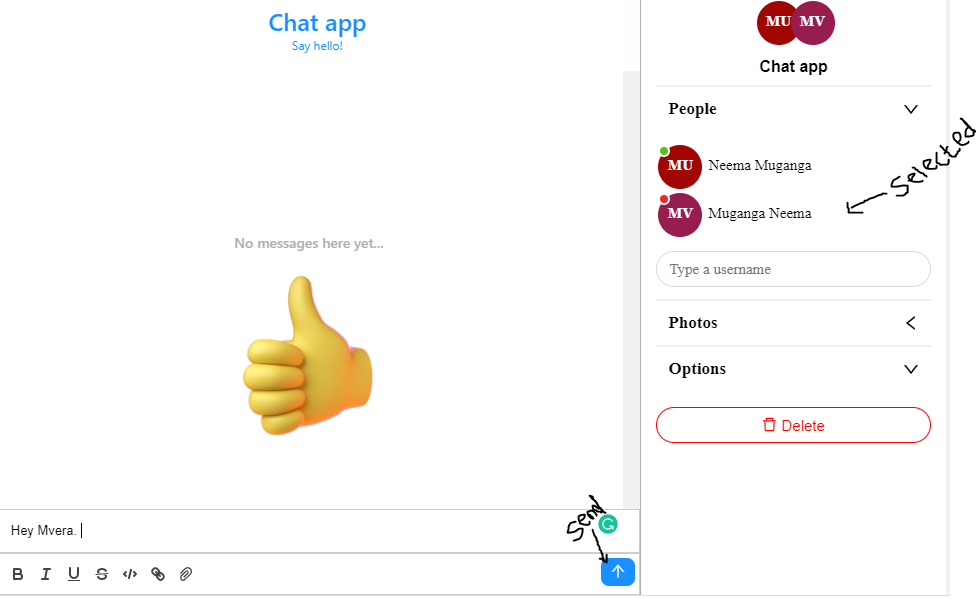 Chat app
Say hello!
No messages here yet...
Hey Mvera.
Send
B I U S </>
MU MV
Chat app
People
MU Neema Muganga
MV Muganga Neema
Selected
Type a username
Photos
Options
Delete